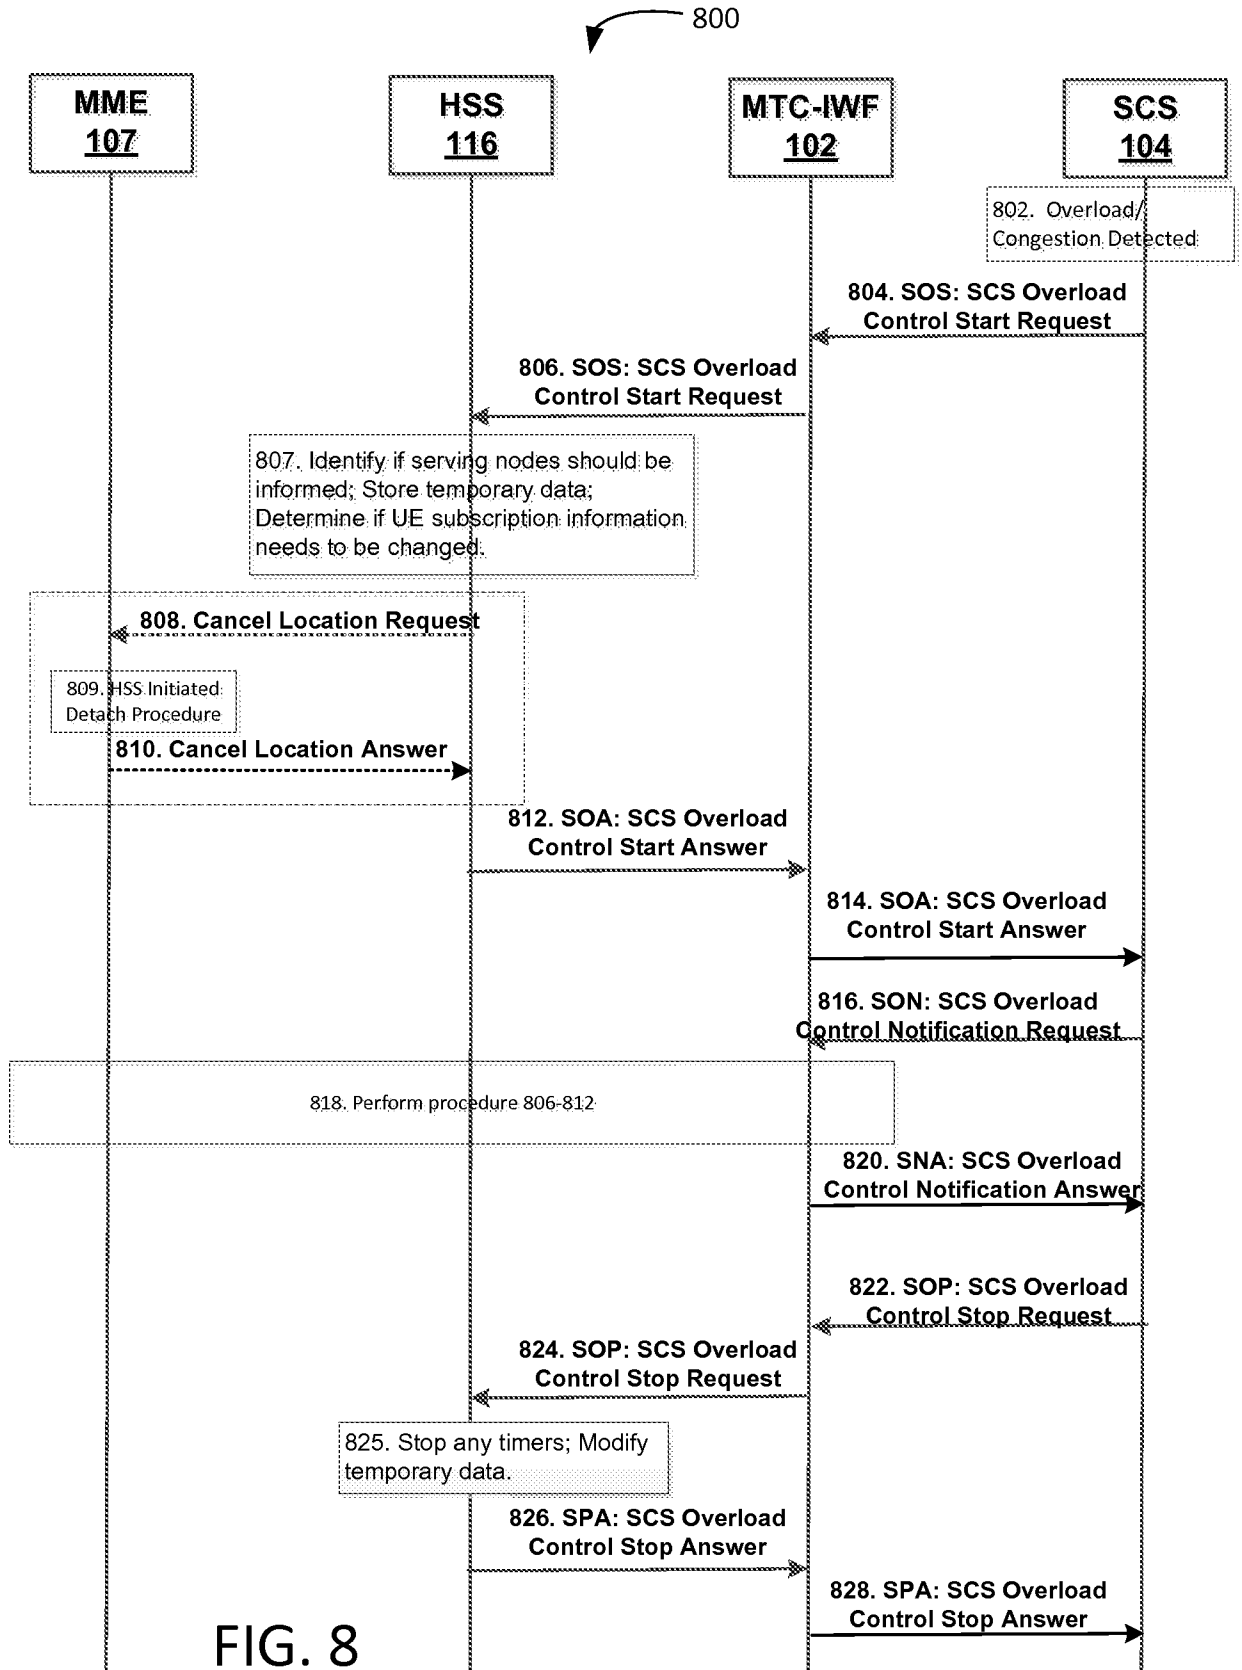 800
MME
107
HSS
116
MTC-IWF
102
SCS
104
802. Overload/
Congestion Detected
804. SOS: SCS Overload
Control Start Request
806. SOS: SCS Overload
Control Start Request
807. Identify if serving nodes should be
informed; Store temporary data;
Determine if UE subscription information
needs to be changed.
808. Cancel Location Request
809. HSS Initiated
Detach Procedure
810. Cancel Location Answer
812. SOA: SCS Overload
Control Start Answer
814. SOA: SCS Overload
Control Start Answer
816. SON: SCS Overload
Control Notification Request
818. Perform procedure 806-812
820. SNA: SCS Overload
Control Notification Answer
822. SOP: SCS Overload
Control Stop Request
824. SOP: SCS Overload
Control Stop Request
825. Stop any timers; Modify
temporary data.
826. SPA: SCS Overload
Control Stop Answer
828. SPA: SCS Overload
Control Stop Answer
FIG. 8